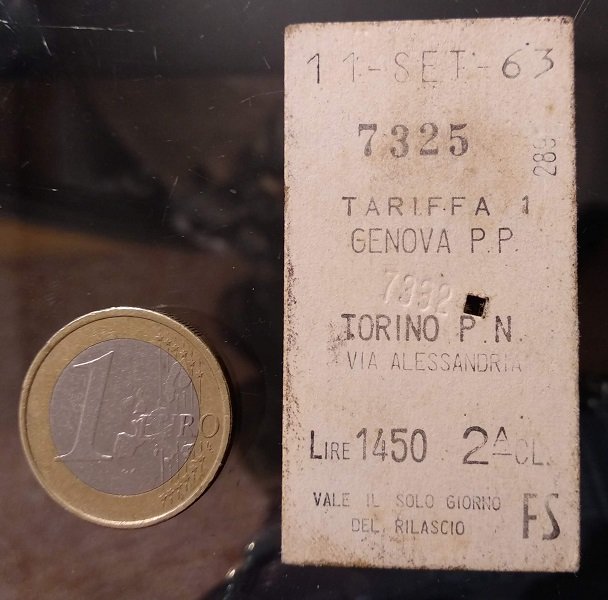 11-SET-63
7325
289
TARIFFA 1
GENOVA P.P.
7332
TORINO P.N.
VIA ALESSANDRIA
LIRE 1450 2A CL.
VALE IL SOLO GIORNO
DEL RILASCIO FS
1 EURO